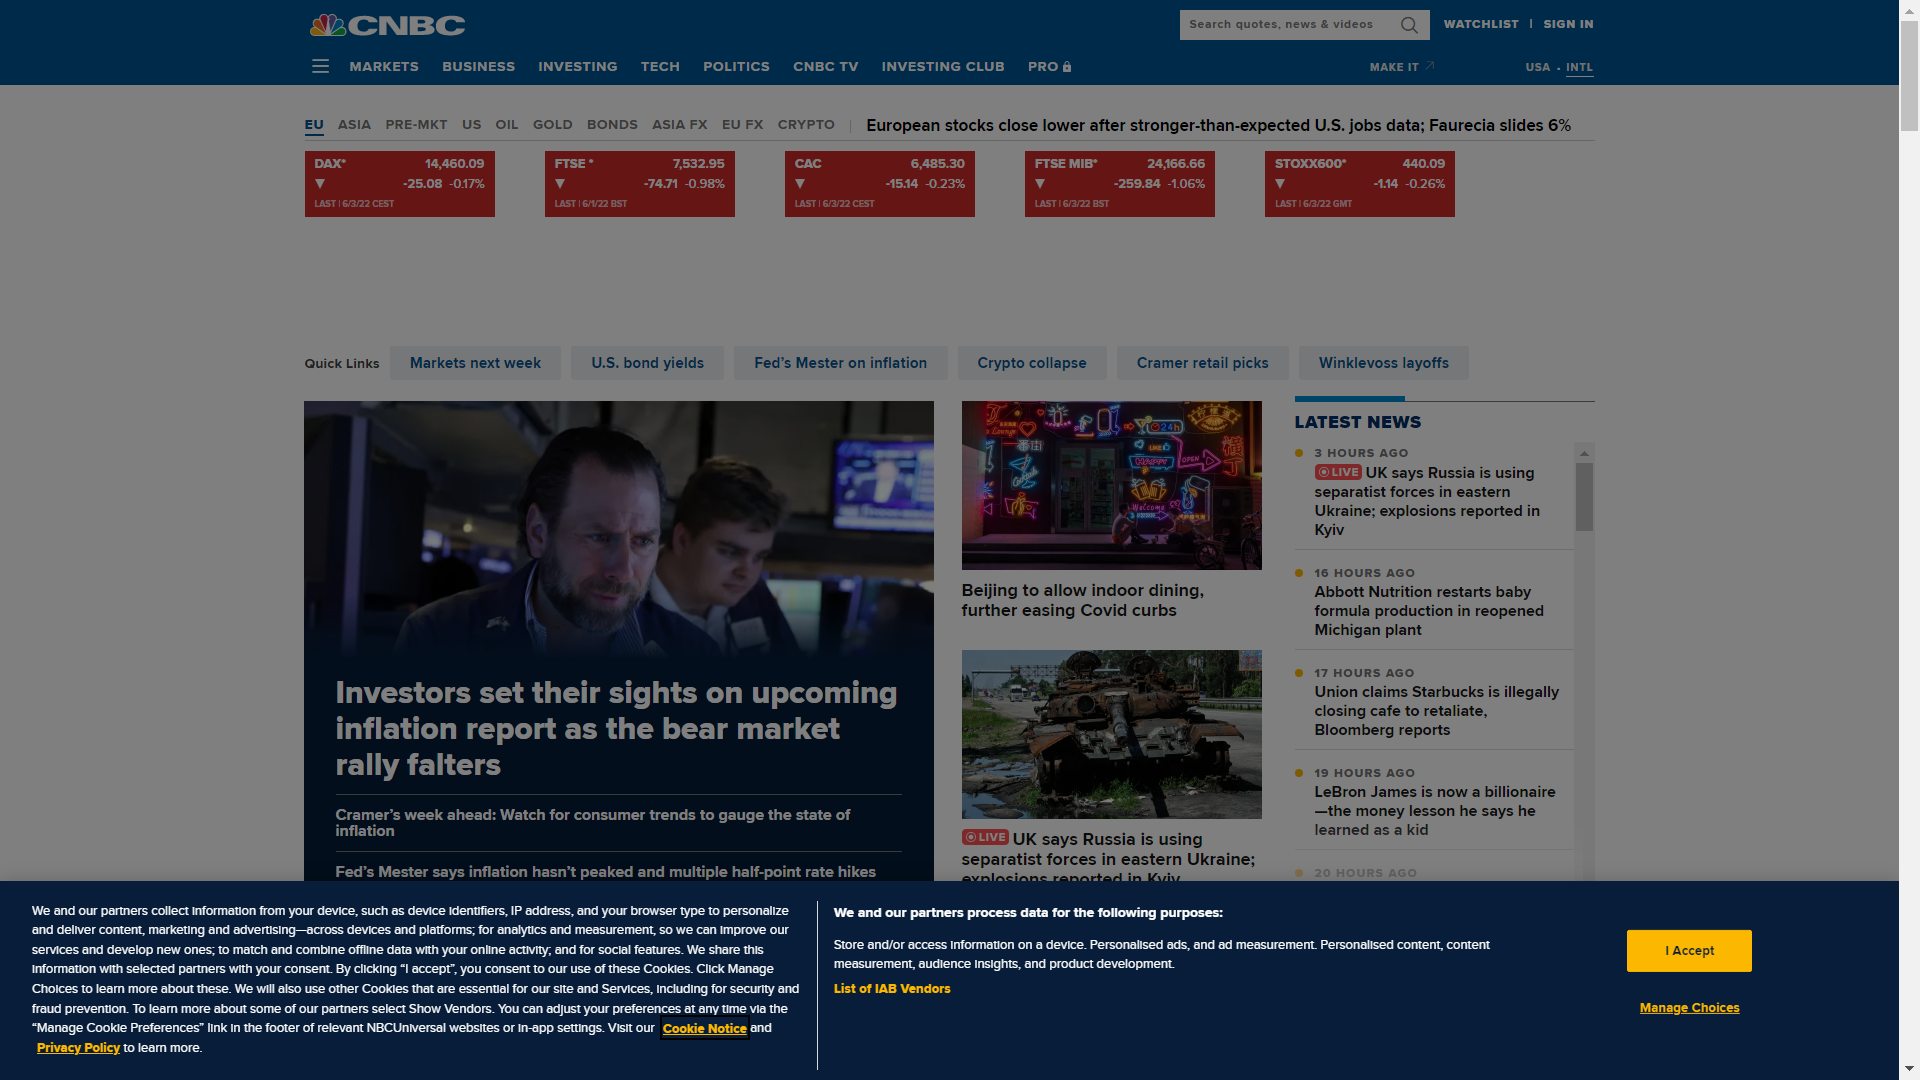 CNBC
Search quotes, news & videos
WATCHLIST | SIGN IN
MARKETS BUSINESS INVESTING TECH POLITICS CNBC TV INVESTING CLUB PRO
MAKE IT
USA • INTL
EU ASIA PRE-MKT US OIL GOLD BONDS ASIA FX EU FX CRYPTO
European stocks close lower after stronger-than-expected U.S. jobs data; Faurecia slides 6%
DAX* 14,460.09
▼ -25.08 -0.17%
LAST | 6/3/22 CEST
FTSE * 7,532.95
▼ -74.71 -0.98%
LAST | 6/1/22 BST
CAC 6,485.30
▼ -15.14 -0.23%
LAST | 6/3/22 CEST
FTSE MIB* 24,166.66
▼ -259.84 -1.06%
LAST | 6/3/22 BST
STOXX600* 440.09
▼ -1.14 -0.26%
LAST | 6/3/22 GMT
Quick Links
Markets next week
U.S. bond yields
Fed's Mester on inflation
Crypto collapse
Cramer retail picks
Winklevoss layoffs
Investors set their sights on upcoming
inflation report as the bear market
rally falters
Cramer's week ahead: Watch for consumer trends to gauge the state of
inflation
Fed's Mester says inflation hasn't peaked and multiple half-point rate hikes
24h
LIKE
OPEN
Welcome
Beijing to allow indoor dining,
further easing Covid curbs
LIVE UK says Russia is using
separatist forces in eastern Ukraine;
explosions reported in Kyiv
LATEST NEWS
3 HOURS AGO
LIVE UK says Russia is using
separatist forces in eastern
Ukraine; explosions reported in
Kyiv
16 HOURS AGO
Abbott Nutrition restarts baby
formula production in reopened
Michigan plant
17 HOURS AGO
Union claims Starbucks is illegally
closing cafe to retaliate,
Bloomberg reports
19 HOURS AGO
LeBron James is now a billionaire
—the money lesson he says he
learned as a kid
20 HOURS AGO
We and our partners collect information from your device, such as device identifiers, IP address, and your browser type to personalize
and deliver content, marketing and advertising—across devices and platforms; for analytics and measurement, so we can improve our
services and develop new ones; to match and combine offline data with your online activity; and for social features. We share this
information with selected partners with your consent. By clicking “I accept”, you consent to our use of these Cookies. Click Manage
Choices to learn more about these. We will also use other Cookies that are essential for our site and Services, including for security and
fraud prevention. To learn more about some of our partners select Show Vendors. You can adjust your preferences at any time via the
“Manage Cookie Preferences” link in the footer of relevant NBCUniversal websites or in-app settings. Visit our Cookie Notice and
Privacy Policy to learn more.
We and our partners process data for the following purposes:
Store and/or access information on a device. Personalised ads, and ad measurement. Personalised content, content
measurement, audience insights, and product development.
List of IAB Vendors
I Accept
Manage Choices